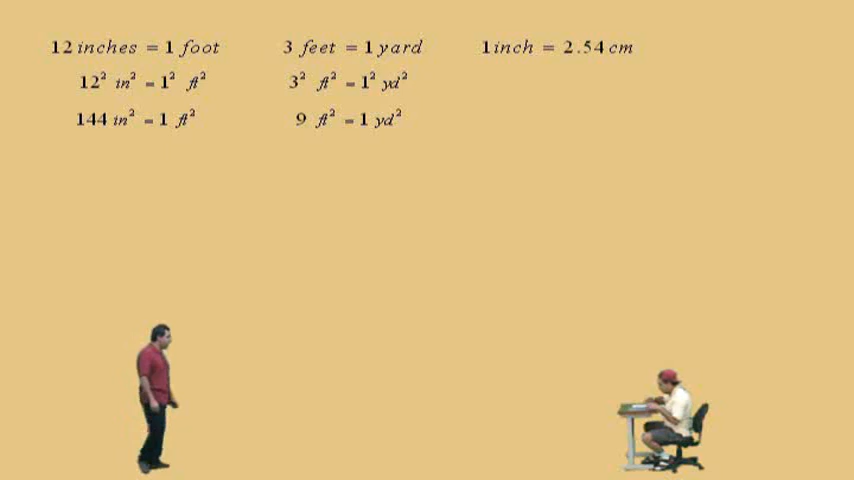 12 inches = 1 foot 3 feet = 1 yard 1 inch = 2.54 cm
12² in² = 1² ft² 3² ft² = 1² yd²
144 in² = 1 ft² 9 ft² = 1 yd²